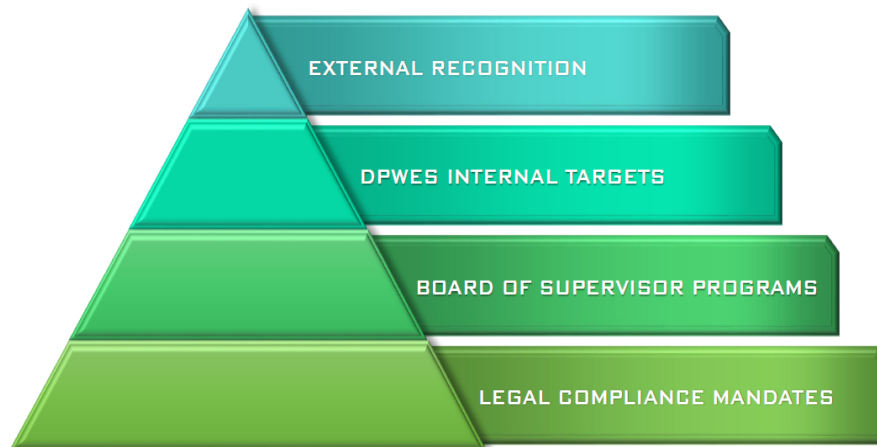 EXTERNAL RECOGNITION
DPWES INTERNAL TARGETS
BOARD OF SUPERVISOR PROGRAMS
LEGAL COMPLIANCE MANDATES